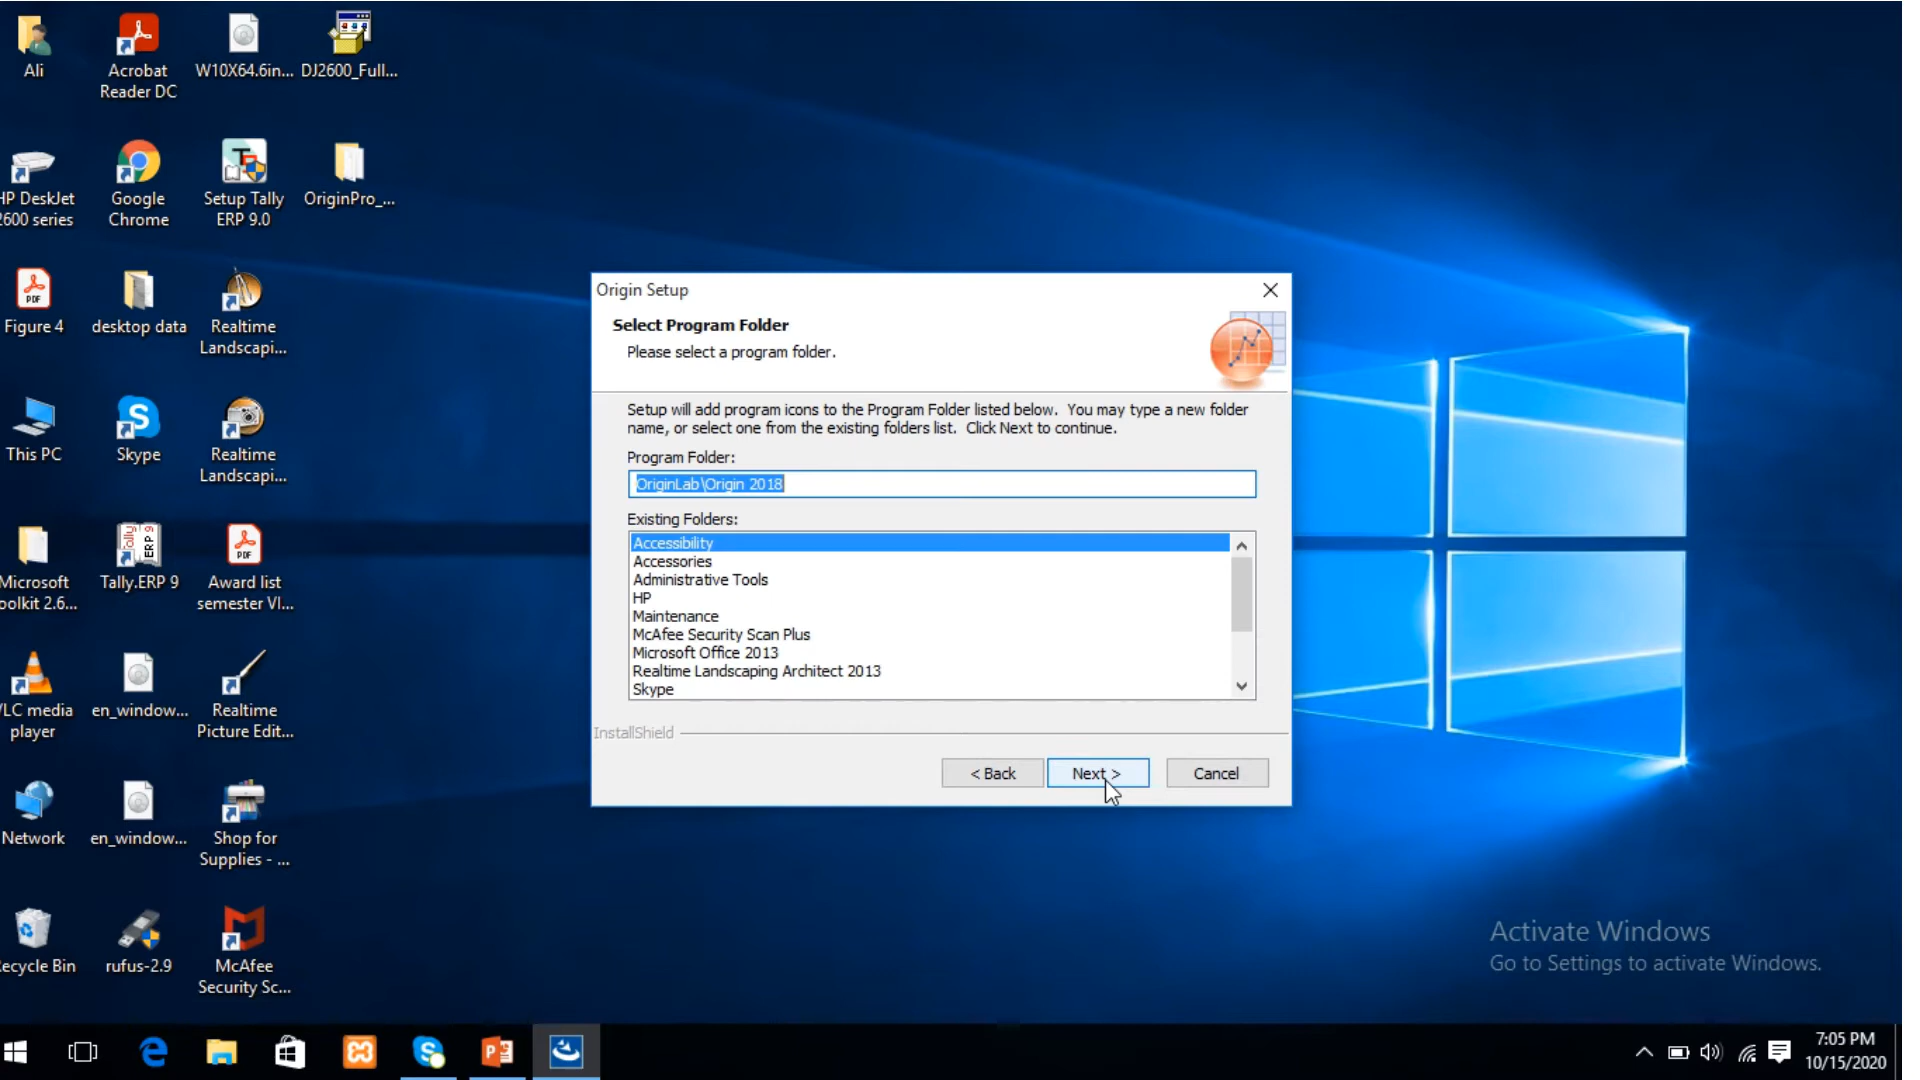 Ali
Acrobat
Reader DC
W10X64.6in...
DJ2600_Full...
HP DeskJet
2600 series
Google
Chrome
Setup Tally
ERP 9.0
OriginPro_...
PDF
Figure 4
desktop data
Realtime
Landscapi...
This PC
Skype
Realtime
Landscapi...
Microsoft
oolkit 2.6...
Tally
ERP 9
Tally.ERP 9
PDF
Award list
semester VI...
VLC media
player
en_window...
Realtime
Picture Edit...
Network
en_window...
Shop for
Supplies - ...
Recycle Bin
rufus-2.9
McAfee
Security Sc...
Origin Setup
Select Program Folder
Please select a program folder.
Setup will add program icons to the Program Folder listed below.  You may type a new folder
name, or select one from the existing folders list.  Click Next to continue.
Program Folder:
OriginLab\Origin 2018
Existing Folders:
Accessibility
Accessories
Administrative Tools
HP
Maintenance
McAfee Security Scan Plus
Microsoft Office 2013
Realtime Landscaping Architect 2013
Skype
InstallShield
< Back
Next >
Cancel
Activate Windows
Go to Settings to activate Windows.
7:05 PM
10/15/2020